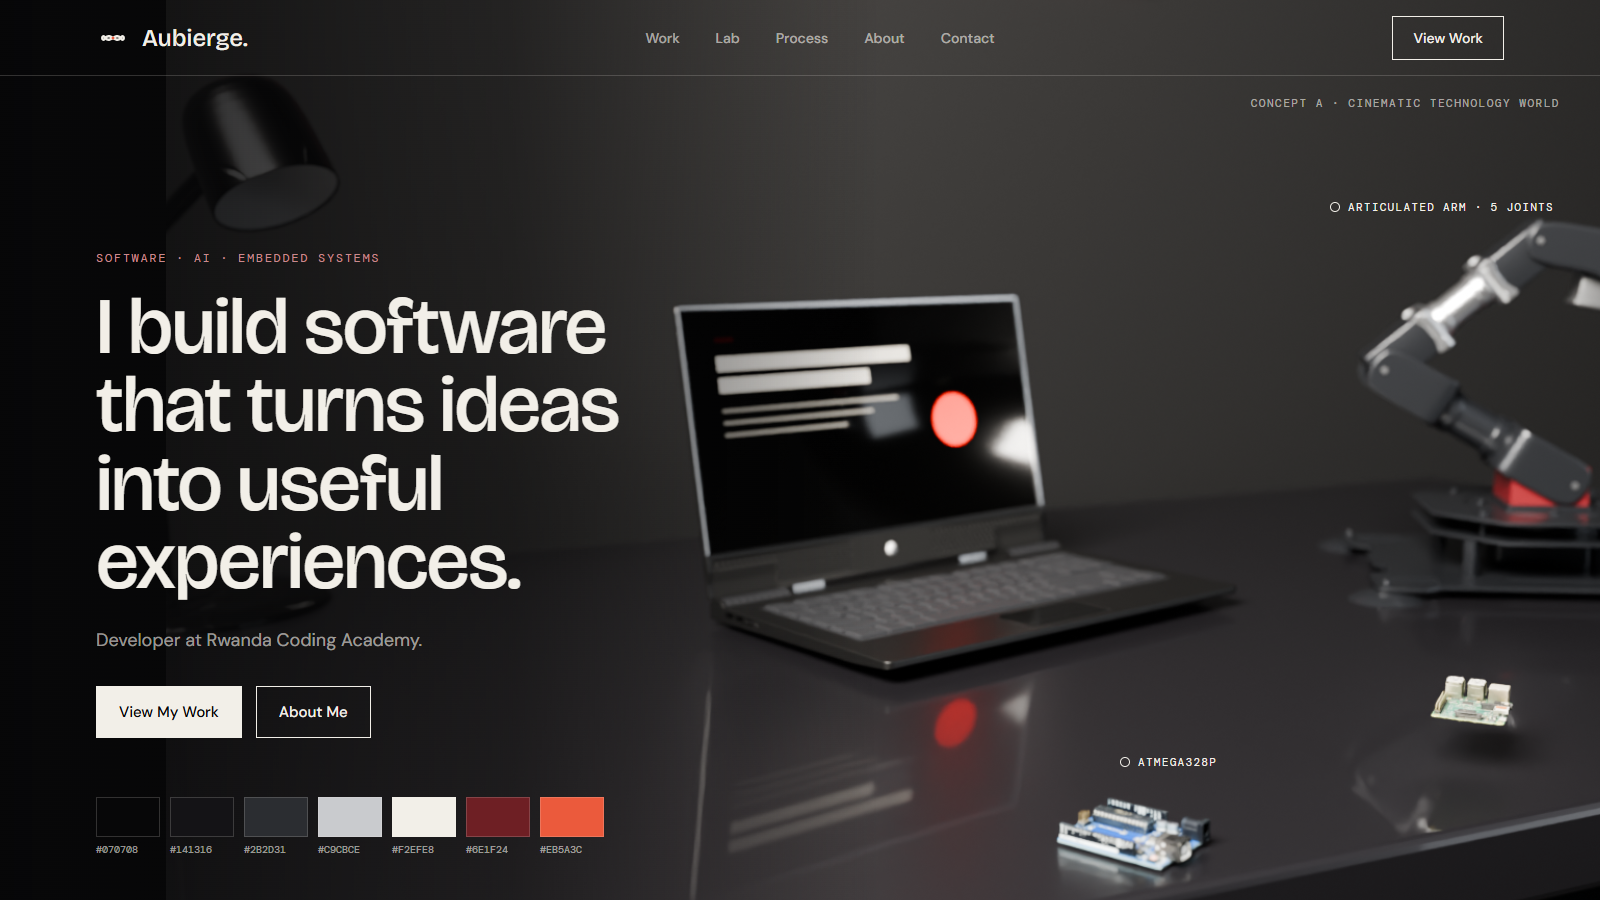 Aubierge.
Work
Lab
Process
About
Contact
View Work
CONCEPT A · CINEMATIC TECHNOLOGY WORLD
ARTICULATED ARM · 5 JOINTS
SOFTWARE · AI · EMBEDDED SYSTEMS
I build software
that turns ideas
into useful
experiences.
Developer at Rwanda Coding Academy.
View My Work
About Me
ATMEGA328P
#070708
#141316
#2B2D31
#C9CBCE
#F2EFE8
#6E1F24
#EB5A3C